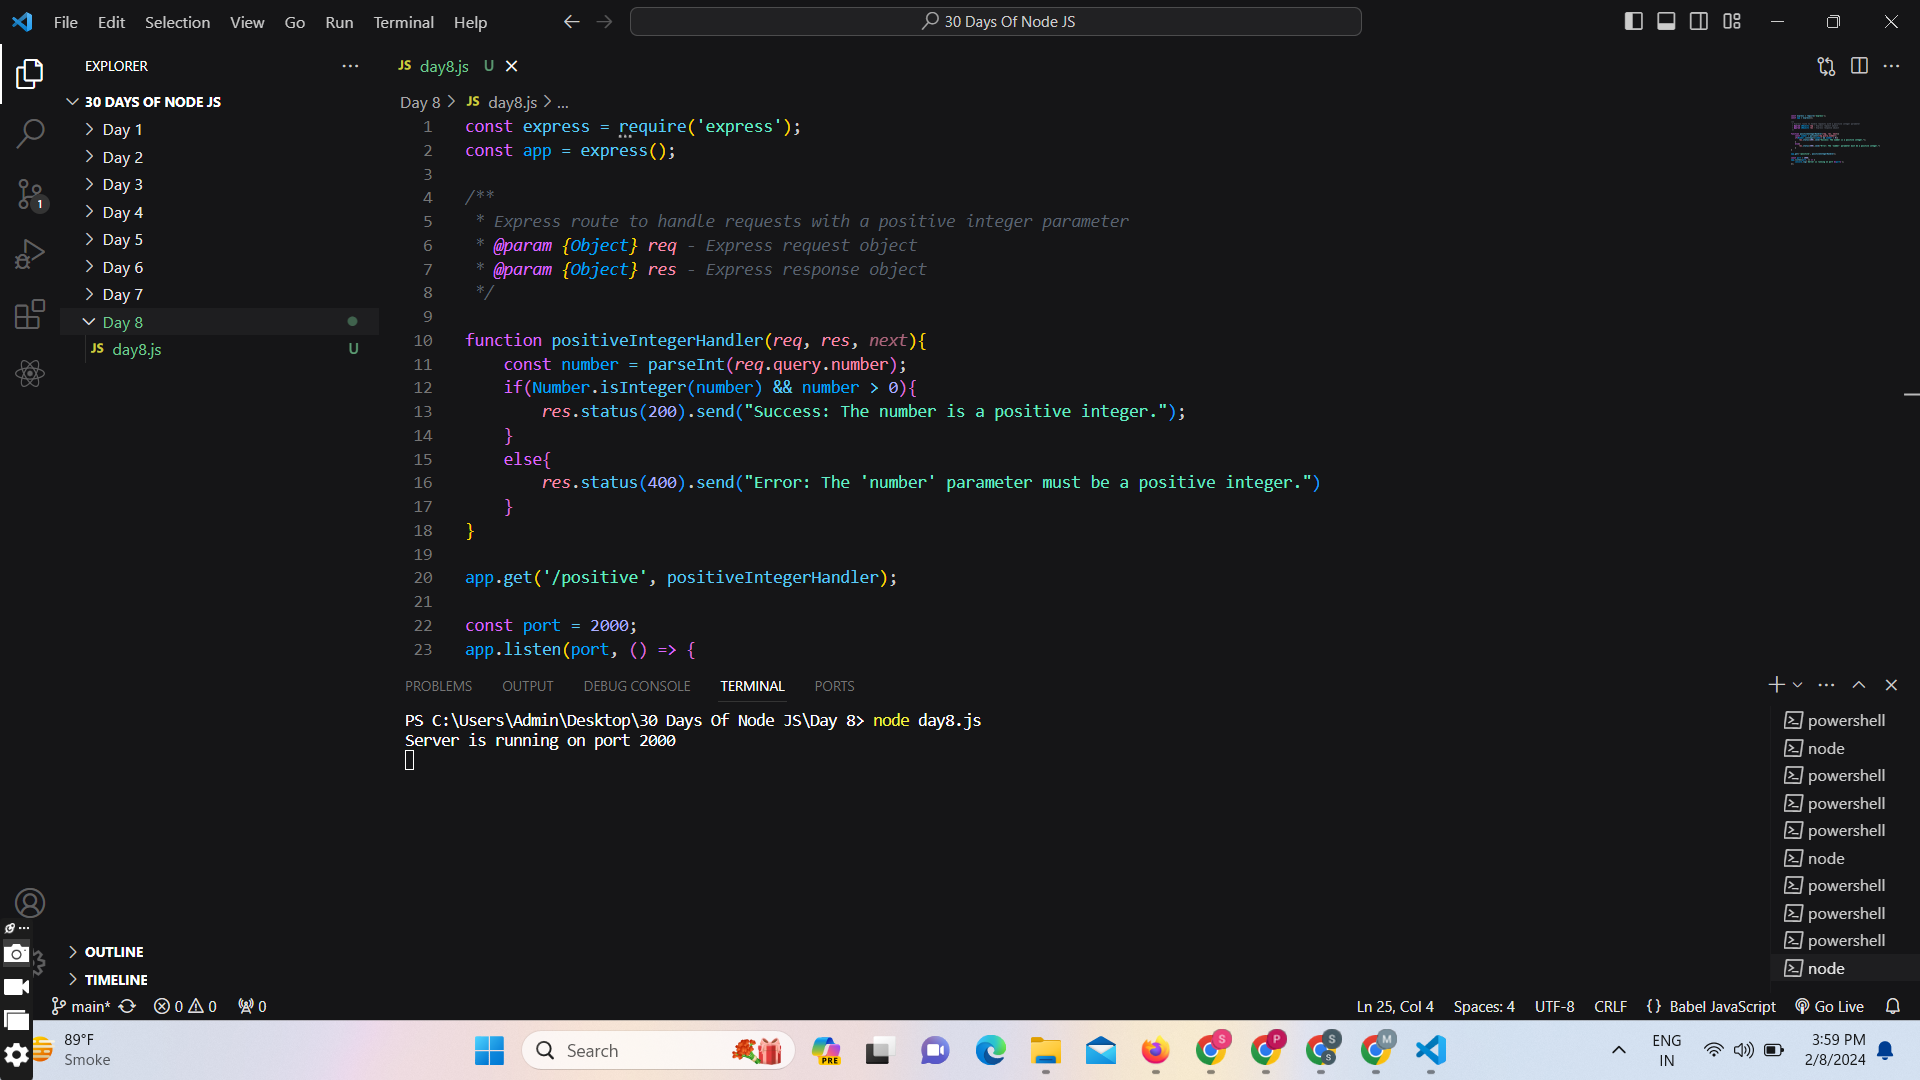 File Edit Selection View Go Run Terminal Help
30 Days Of Node JS
EXPLORER
30 DAYS OF NODE JS
Day 1
Day 2
Day 3
Day 4
Day 5
Day 6
Day 7
Day 8
JS day8.js U
1
JS day8.js U
Day 8 > JS day8.js > ...
1 const express = require('express');
2 const app = express();
3
4 /**
5 * Express route to handle requests with a positive integer parameter
6 * @param {Object} req - Express request object
7 * @param {Object} res - Express response object
8 */
9
10 function positiveIntegerHandler(req, res, next){
11 const number = parseInt(req.query.number);
12 if(Number.isInteger(number) && number > 0){
13 res.status(200).send("Success: The number is a positive integer.");
14 }
15 else{
16 res.status(400).send("Error: The 'number' parameter must be a positive integer.")
17 }
18 }
19
20 app.get('/positive', positiveIntegerHandler);
21
22 const port = 2000;
23 app.listen(port, () => {
PROBLEMS OUTPUT DEBUG CONSOLE TERMINAL PORTS
PS C:\Users\Admin\Desktop\30 Days Of Node JS\Day 8> node day8.js
Server is running on port 2000
powershell
node
powershell
powershell
powershell
node
powershell
powershell
powershell
node
OUTLINE
TIMELINE
main* 0 0 0
Ln 25, Col 4 Spaces: 4 UTF-8 CRLF {} Babel JavaScript Go Live
89°F
Smoke
Search
PRE
S
P
S
S
M
ENG
IN
3:59 PM
2/8/2024